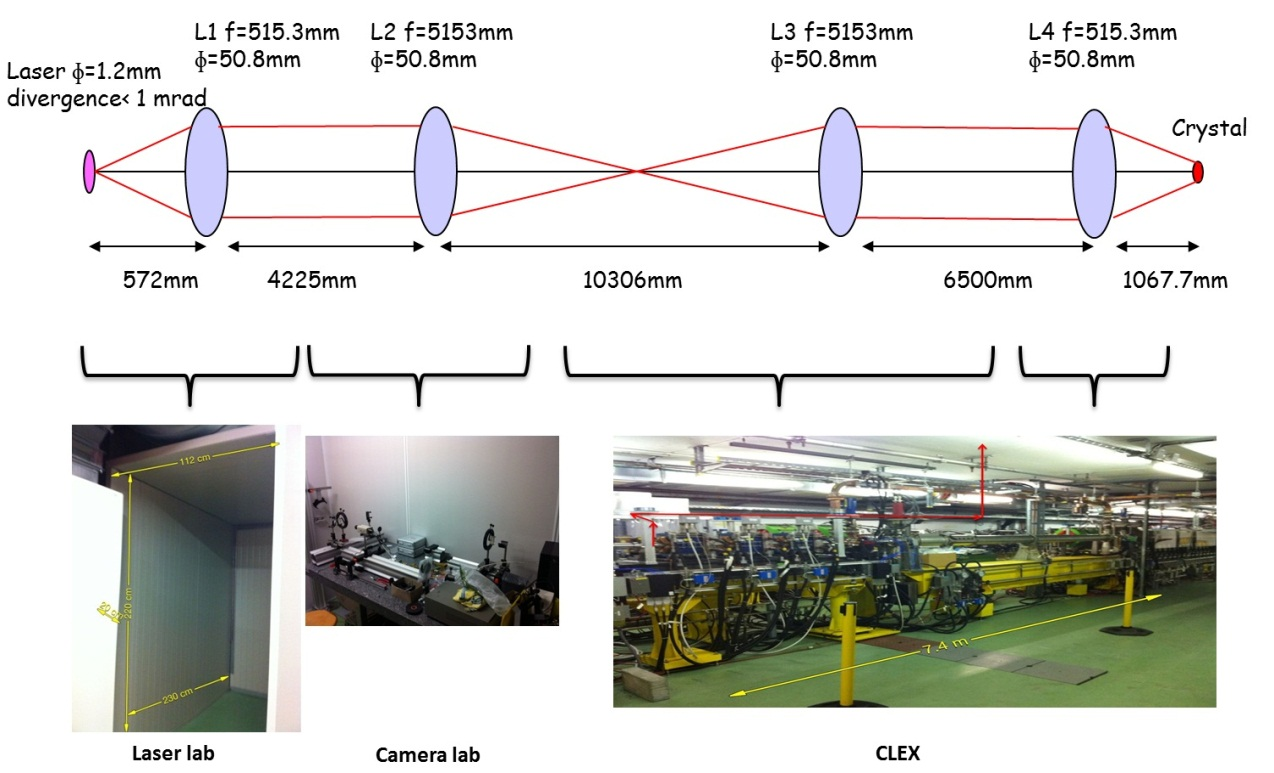 L1 f=515.3mm
ϕ=50.8mm
L2 f=5153mm
ϕ=50.8mm
L3 f=5153mm
ϕ=50.8mm
L4 f=515.3mm
ϕ=50.8mm
Laser ϕ=1.2mm
divergence< 1 mrad
Crystal
572mm
4225mm
10306mm
6500mm
1067.7mm
112 cm
220 cm
230 cm
7.4 m
Laser lab
Camera lab
CLEX